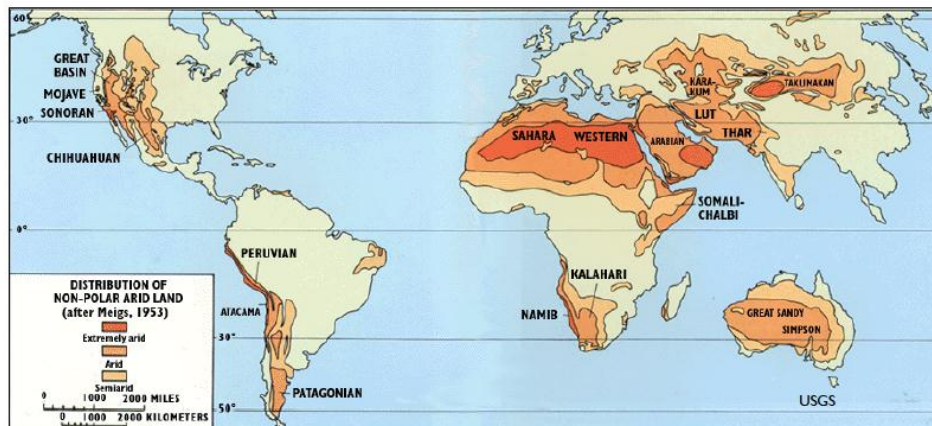 60°
GREAT
BASIN
MOJAVE
SONORAN
30°
CHIHUAHUAN
KARA-
KUM
TAKLIMAKAN
LUT
THAR
SAHARA
WESTERN
ARABIAN
SOMALI-
CHALBI
0°
PERUVIAN
ATACAMA
KALAHARI
NAMIB
GREAT SANDY
SIMPSON
30°
PATAGONIAN
50°
USGS
DISTRIBUTION OF
NON-POLAR ARID LAND
(after Meigs, 1953)
Extremely arid
Arid
Semiarid
0 1000 2000 MILES
0 1000 2000 KILOMETERS